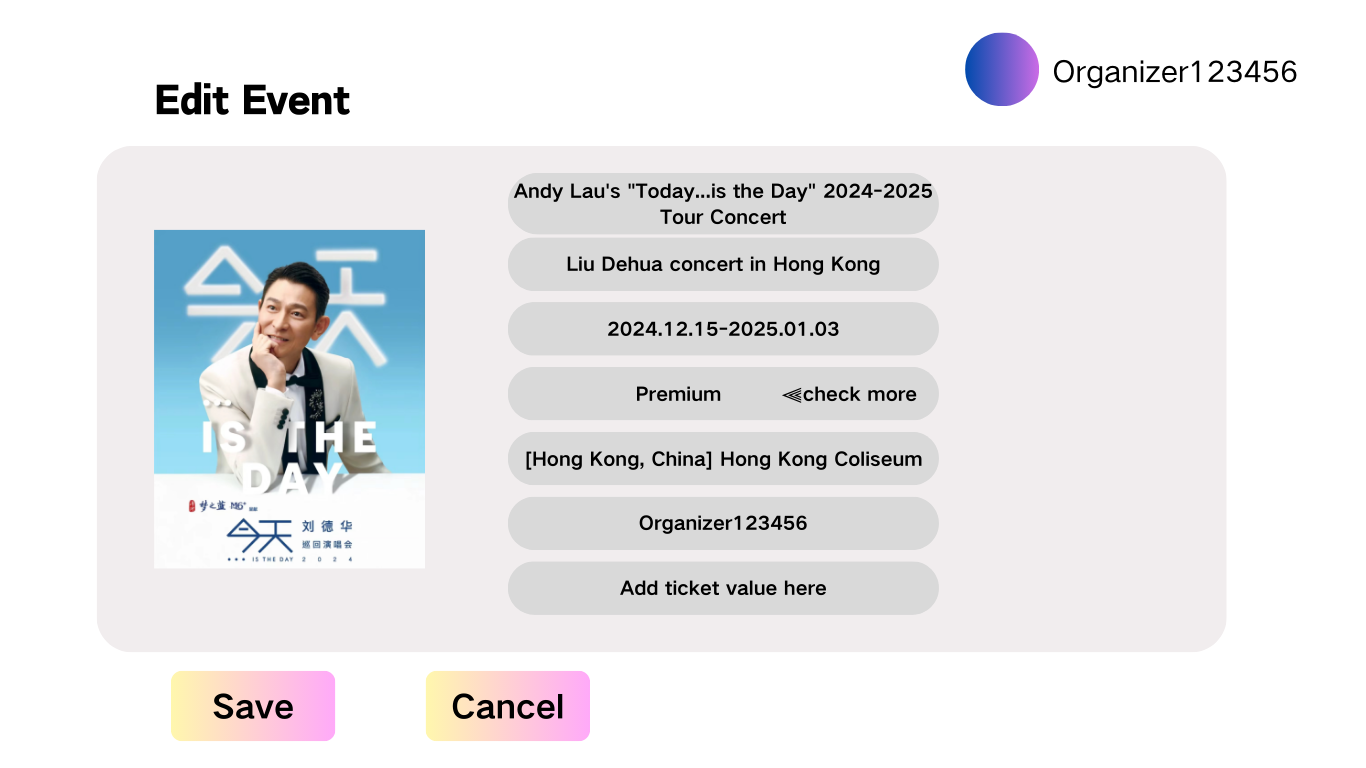 Organizer123456
Edit Event
Andy Lau's "Today...is the Day" 2024-2025
Tour Concert
Liu Dehua concert in Hong Kong
2024.12.15-2025.01.03
Premium ⫷check more
[Hong Kong, China] Hong Kong Coliseum
Organizer123456
Add ticket value here
今天
...
IS THE
DAY
梦之蓝 M6+
今天 刘德华
巡回演唱会
••• IS THE DAY 2 0 2 4
Save
Cancel